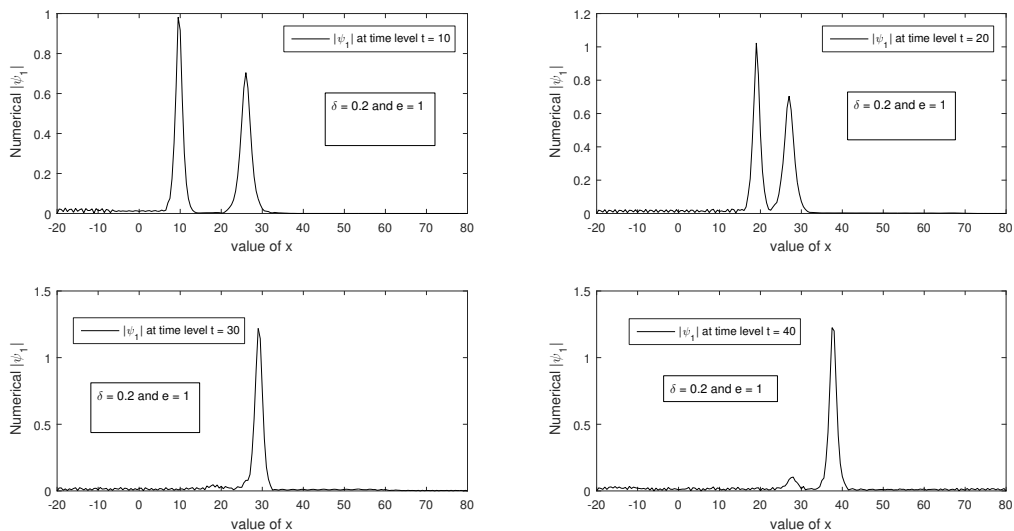 |ψ1| at time level t = 10
δ = 0.2 and e = 1
Numerical |ψ1|
1
0.8
0.6
0.4
0.2
0
-20 -10 0 10 20 30 40 50 60 70 80
value of x
|ψ1| at time level t = 20
δ = 0.2 and e = 1
Numerical |ψ1|
1.2
1
0.8
0.6
0.4
0.2
0
-20 -10 0 10 20 30 40 50 60 70 80
value of x
|ψ1| at time level t = 30
δ = 0.2 and e = 1
Numerical |ψ1|
1.5
1
0.5
0
-20 -10 0 10 20 30 40 50 60 70 80
value of x
|ψ1| at time level t = 40
δ = 0.2 and e = 1
Numerical |ψ1|
1.5
1
0.5
0
-20 -10 0 10 20 30 40 50 60 70 80
value of x